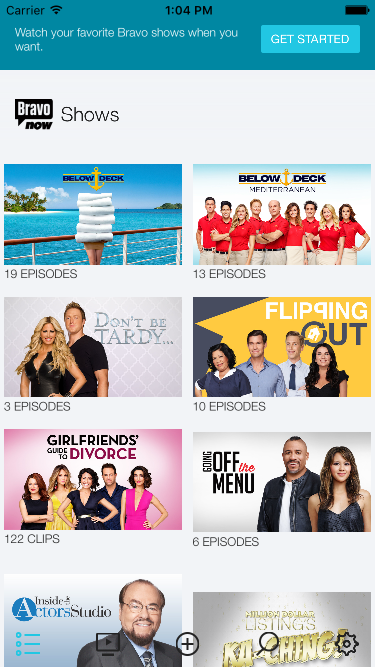 Carrier
1:04 PM
Watch your favorite Bravo shows when you
want.
GET STARTED
Bravo
now
Shows
BELOW DECK
BELOW DECK
MEDITERRANEAN
19 EPISODES
13 EPISODES
DON'T BE
TARDY...
FLIPPING
OUT
3 EPISODES
10 EPISODES
GIRLFRIENDS'
GUIDE TO DIVORCE
GOING
OFF the
MENU
122 CLIPS
6 EPISODES
Inside
the
Actors Studio
MILLION DOLLAR
LISTING'S
KA-CHING!